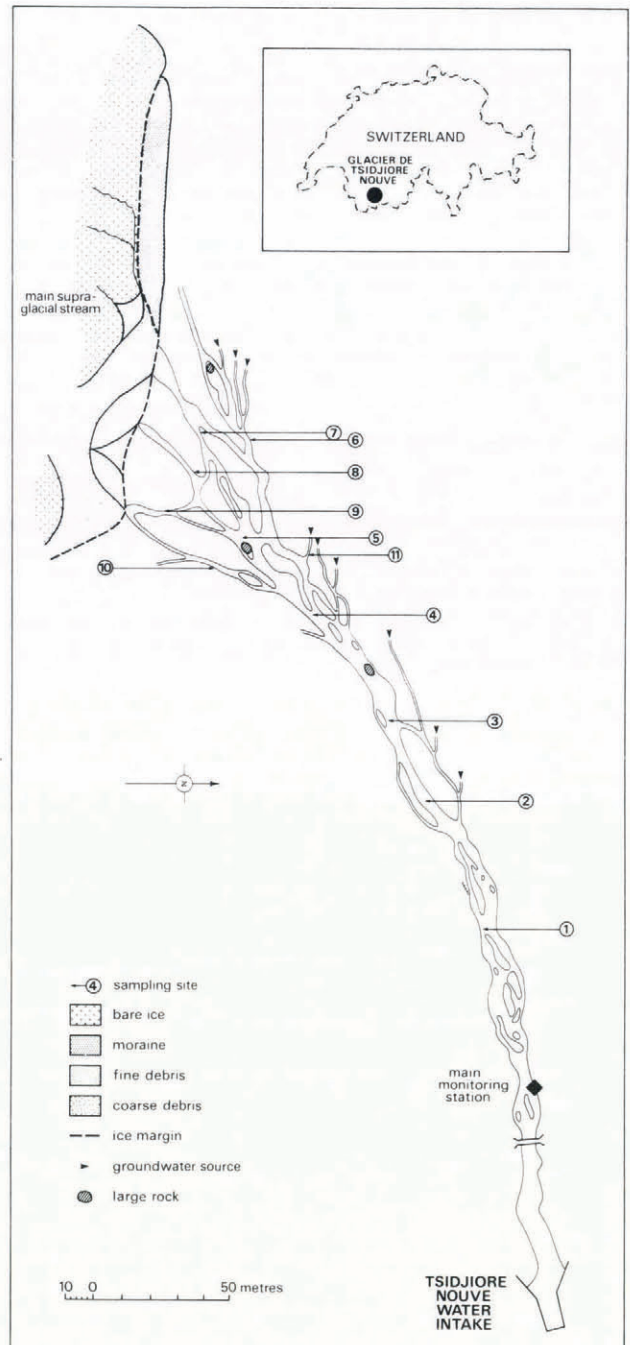 SWITZERLAND
GLACIER DE
TSIDJIORE
NOUVE
main supra-
glacial stream
7
6
8
9
5
11
10
4
3
N
2
1
4 sampling site
bare ice
moraine
fine debris
coarse debris
ice margin
groundwater source
large rock
main
monitoring
station
10 0 50 metres
TSIDJIORE
NOUVE
WATER
INTAKE